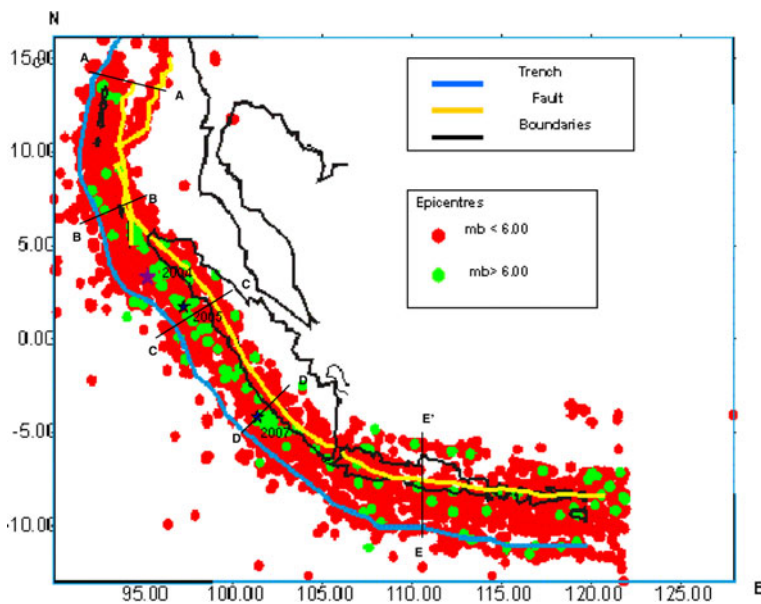 N
15.00
10.00
5.00
0.00
-5.00
-10.00
A
A
B
B
C
C
D
D
E'
E
2004
2005
2007
Trench
Fault
Boundaries
Epicentres
mb < 6.00
mb> 6.00
95.00 100.00 105.00 110.00 115.00 120.00 125.00
E